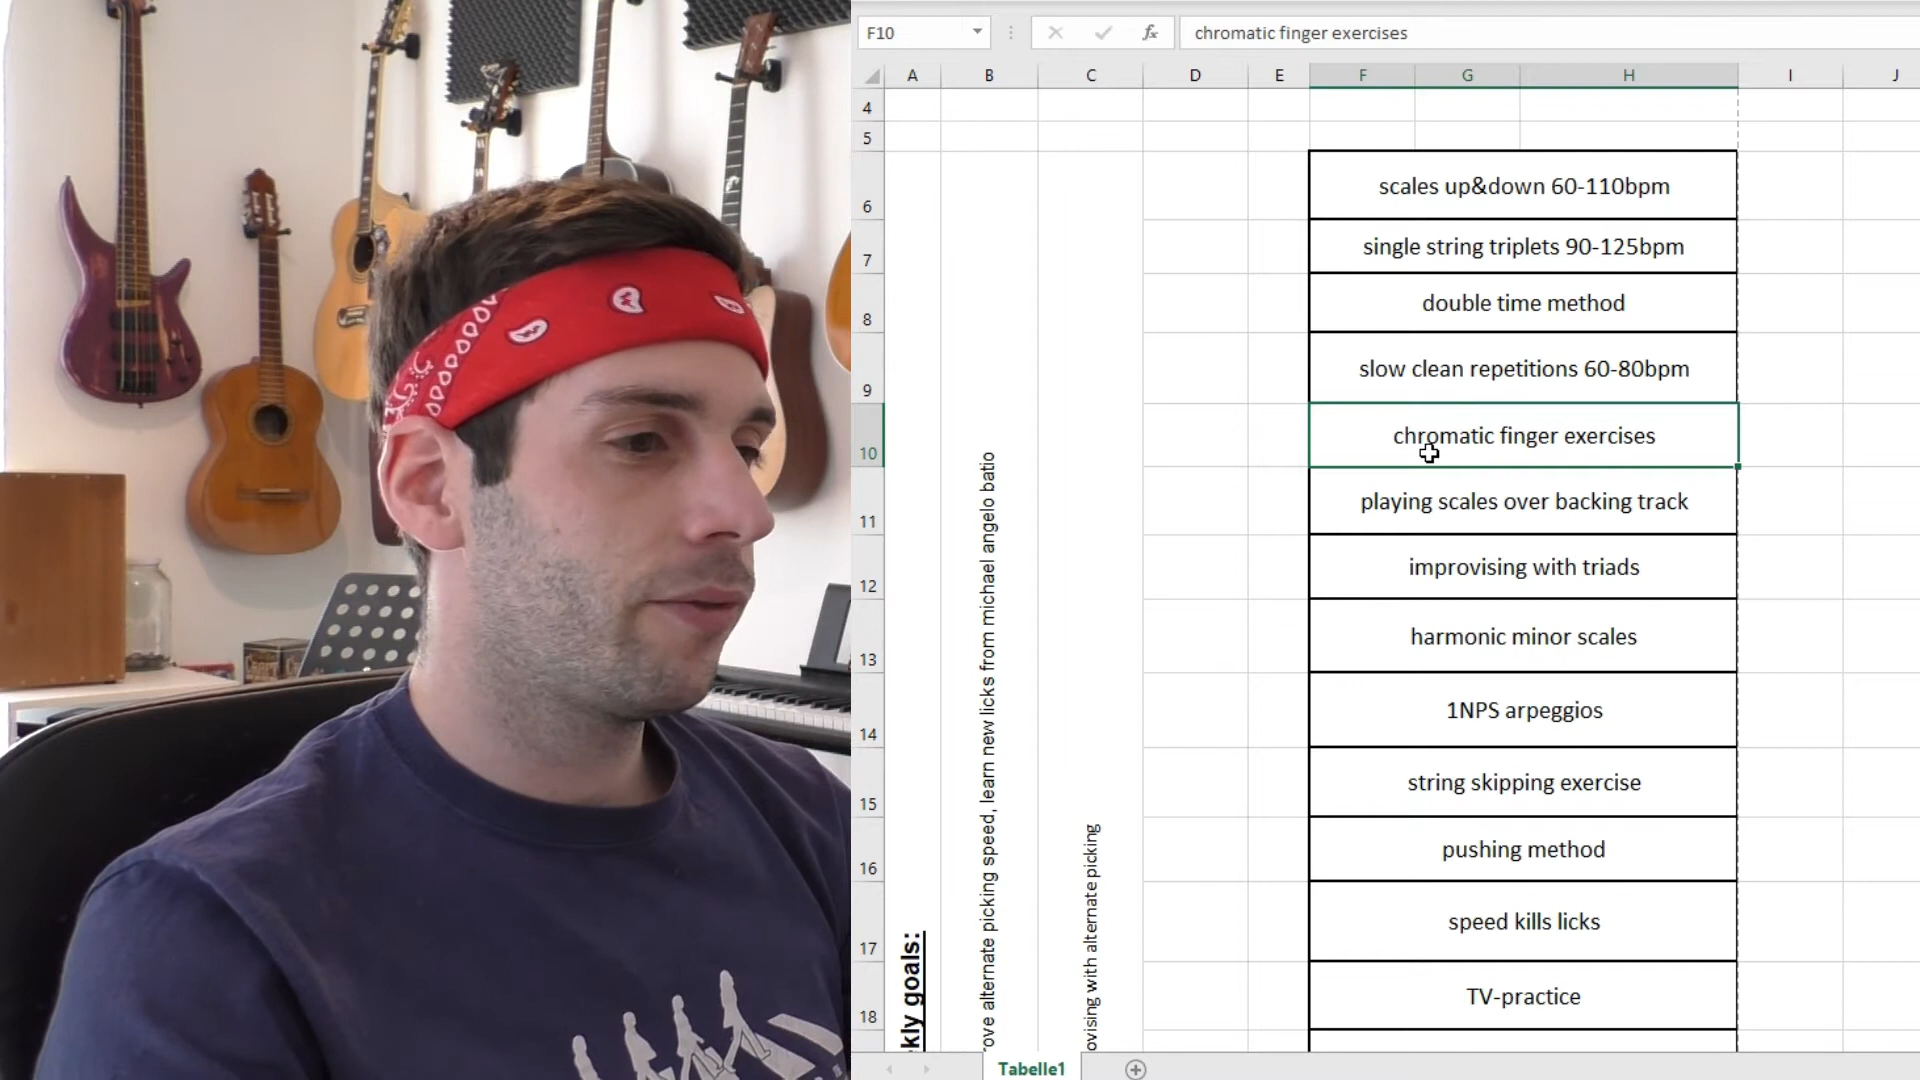 F10
fx
chromatic finger exercises
A B C D E F G H I J
4
5
6 scales up&down 60-110bpm
7 single string triplets 90-125bpm
8 double time method
9 slow clean repetitions 60-80bpm
10 chromatic finger exercises
11 playing scales over backing track
12 improvising with triads
13 harmonic minor scales
14 1NPS arpeggios
15 string skipping exercise
16 pushing method
17 speed kills licks
18 TV-practice
kly goals:
rove alternate picking speed, learn new licks from michael angelo batio
ovising with alternate picking
Tabelle1